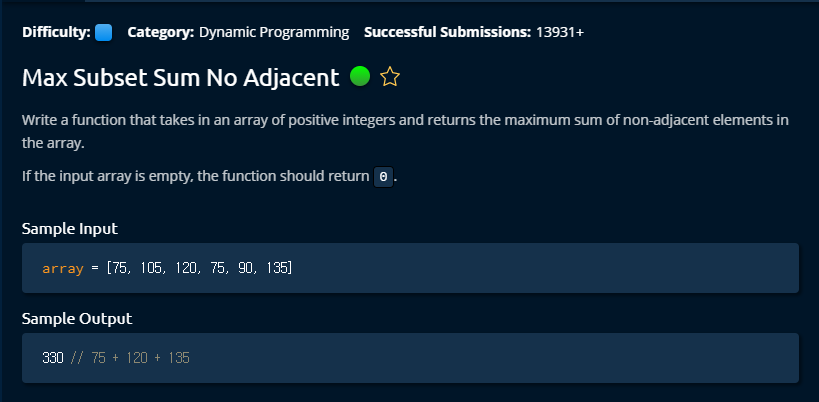 Difficulty: Category: Dynamic Programming Successful Submissions: 13931+
Max Subset Sum No Adjacent
Write a function that takes in an array of positive integers and returns the maximum sum of non-adjacent elements in
the array.
If the input array is empty, the function should return 0.
Sample Input
array = [75, 105, 120, 75, 90, 135]
Sample Output
330 // 75 + 120 + 135